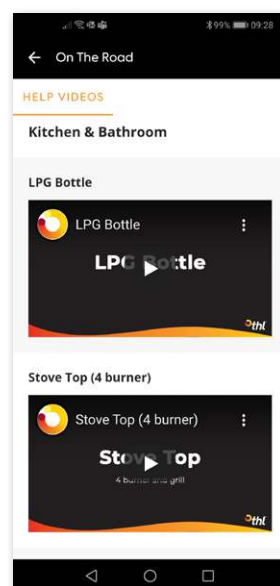 99% 09:28
On The Road
HELP VIDEOS
Kitchen & Bathroom
LPG Bottle
LPG Bottle
LPG Bottle
thl
Stove Top (4 burner)
Stove Top (4 burner)
Stove Top
4 burner and grill
thl